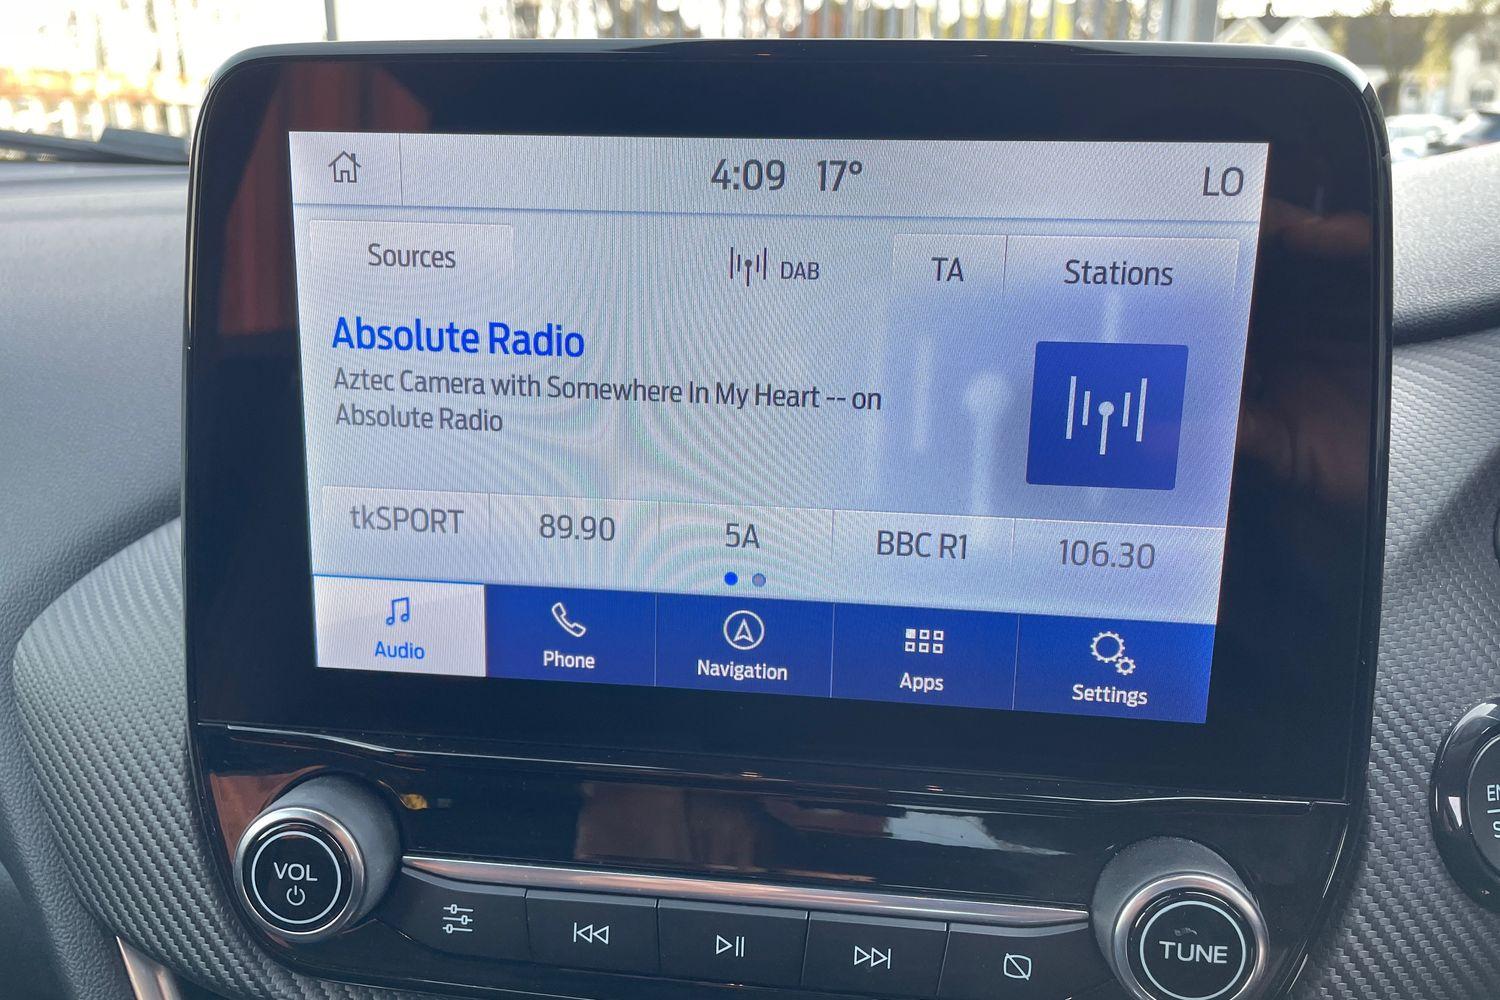 4:09 17° LO
Sources DAB TA Stations
Absolute Radio
Aztec Camera with Somewhere In My Heart -- on
Absolute Radio
tkSPORT 89.90 5A BBC R1 106.30
Audio Phone Navigation Apps Settings
VOL TUNE